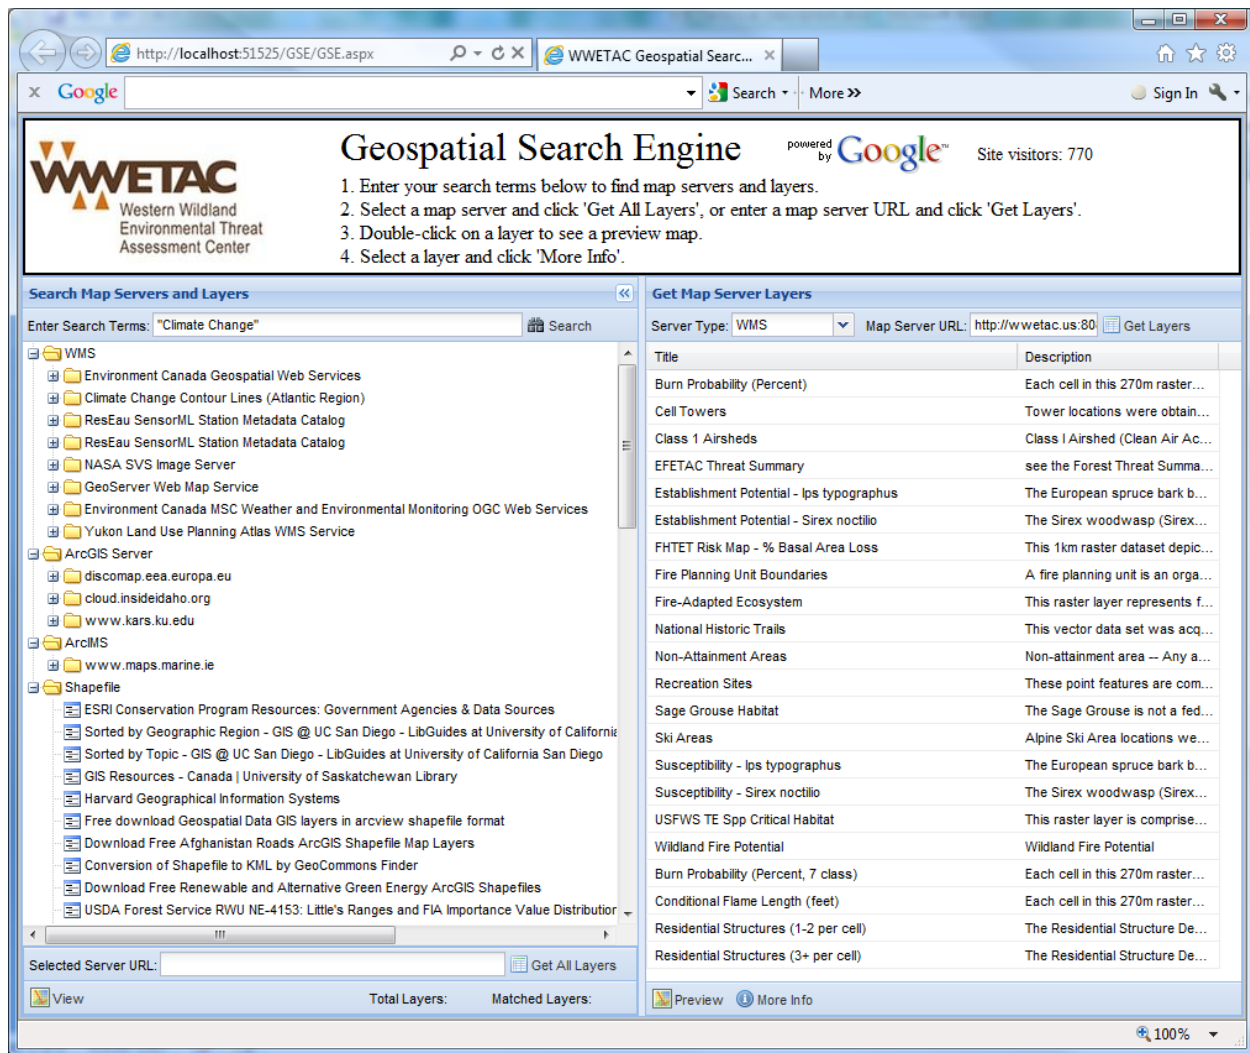 http://localhost:51525/GSE/GSE.aspx
WWETAC Geospatial Searc...
Google
Search
More >>
Sign In
WWETAC
Western Wildland
Environmental Threat
Assessment Center
Geospatial Search Engine
powered by Google™
Site visitors: 770
1. Enter your search terms below to find map servers and layers.
2. Select a map server and click 'Get All Layers', or enter a map server URL and click 'Get Layers'.
3. Double-click on a layer to see a preview map.
4. Select a layer and click 'More Info'.
Search Map Servers and Layers
Enter Search Terms: "Climate Change"
Search
WMS
Environment Canada Geospatial Web Services
Climate Change Contour Lines (Atlantic Region)
ResEau SensorML Station Metadata Catalog
ResEau SensorML Station Metadata Catalog
NASA SVS Image Server
GeoServer Web Map Service
Environment Canada MSC Weather and Environmental Monitoring OGC Web Services
Yukon Land Use Planning Atlas WMS Service
ArcGIS Server
discomap.eea.europa.eu
cloud.insideidaho.org
www.kars.ku.edu
ArcIMS
www.maps.marine.ie
Shapefile
ESRI Conservation Program Resources: Government Agencies & Data Sources
Sorted by Geographic Region - GIS @ UC San Diego - LibGuides at University of California
Sorted by Topic - GIS @ UC San Diego - LibGuides at University of California San Diego
GIS Resources - Canada | University of Saskatchewan Library
Harvard Geographical Information Systems
Free download Geospatial Data GIS layers in arcview shapefile format
Download Free Afghanistan Roads ArcGIS Shapefile Map Layers
Conversion of Shapefile to KML by GeoCommons Finder
Download Free Renewable and Alternative Green Energy ArcGIS Shapefiles
USDA Forest Service RWU NE-4153: Little's Ranges and FIA Importance Value Distribution
Selected Server URL:
Get All Layers
View
Total Layers:
Matched Layers:
Get Map Server Layers
Server Type: WMS
Map Server URL: http://wwetac.us:80
Get Layers
Title Description
Burn Probability (Percent) Each cell in this 270m raster...
Cell Towers Tower locations were obtain...
Class 1 Airsheds Class I Airshed (Clean Air Ac...
EFETAC Threat Summary see the Forest Threat Summa...
Establishment Potential - Ips typographus The European spruce bark b...
Establishment Potential - Sirex noctilio The Sirex woodwasp (Sirex...
FHTET Risk Map - % Basal Area Loss This 1km raster dataset depic...
Fire Planning Unit Boundaries A fire planning unit is an orga...
Fire-Adapted Ecosystem This raster layer represents f...
National Historic Trails This vector data set was acq...
Non-Attainment Areas Non-attainment area -- Any a...
Recreation Sites These point features are com...
Sage Grouse Habitat The Sage Grouse is not a fed...
Ski Areas Alpine Ski Area locations we...
Susceptibility - Ips typographus The European spruce bark b...
Susceptibility - Sirex noctilio The Sirex woodwasp (Sirex...
USFWS TE Spp Critical Habitat This raster layer is comprise...
Wildland Fire Potential Wildland Fire Potential
Burn Probability (Percent, 7 class) Each cell in this 270m raster...
Conditional Flame Length (feet) Each cell in this 270m raster...
Residential Structures (1-2 per cell) The Residential Structure De...
Residential Structures (3+ per cell) The Residential Structure De...
Preview
More Info
100%